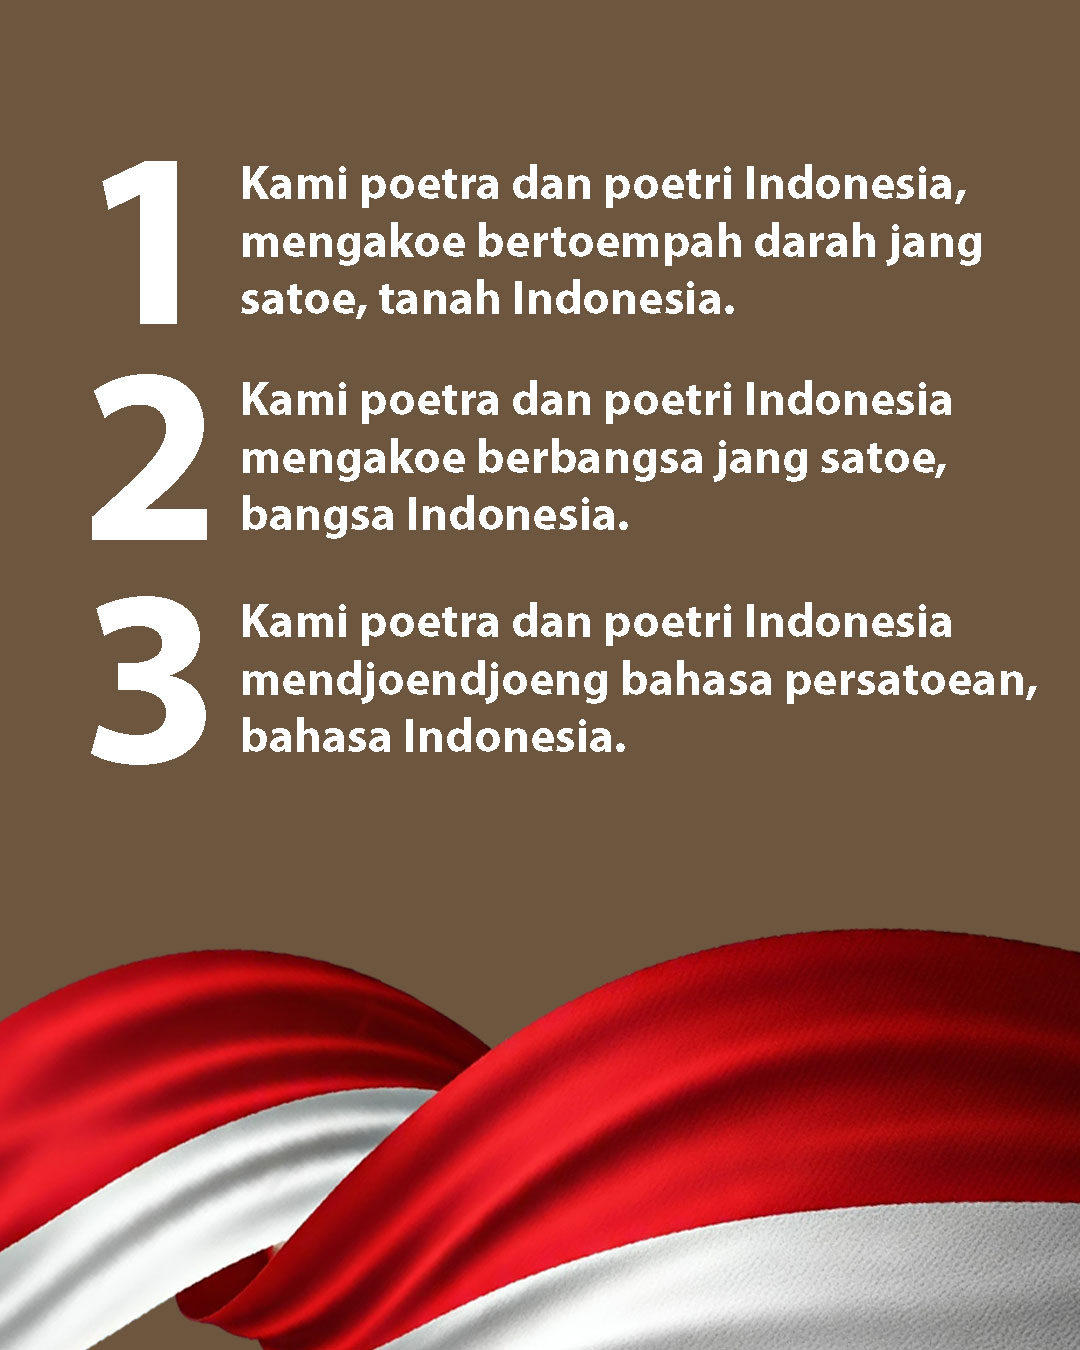 1
Kami poetra dan poetri Indonesia,
mengakoe bertoempah darah jang
satoe, tanah Indonesia.
2
Kami poetra dan poetri Indonesia
mengakoe berbangsa jang satoe,
bangsa Indonesia.
3
Kami poetra dan poetri Indonesia
mendjoendjoeng bahasa persatoean,
bahasa Indonesia.